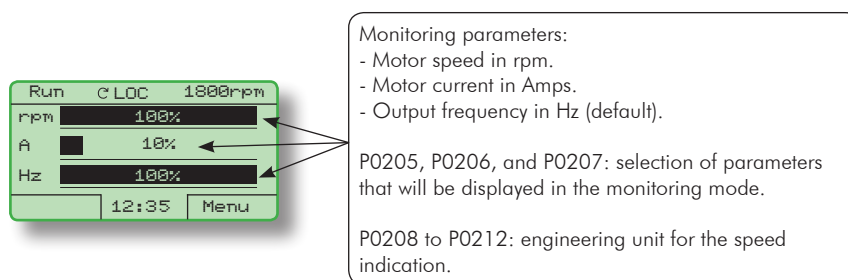 Run ↻ LOC 1800rpm
rpm 100%
A 10%
Hz 100%
12:35 Menu
Monitoring parameters:
- Motor speed in rpm.
- Motor current in Amps.
- Output frequency in Hz (default).
P0205, P0206, and P0207: selection of parameters
that will be displayed in the monitoring mode.
P0208 to P0212: engineering unit for the speed
indication.